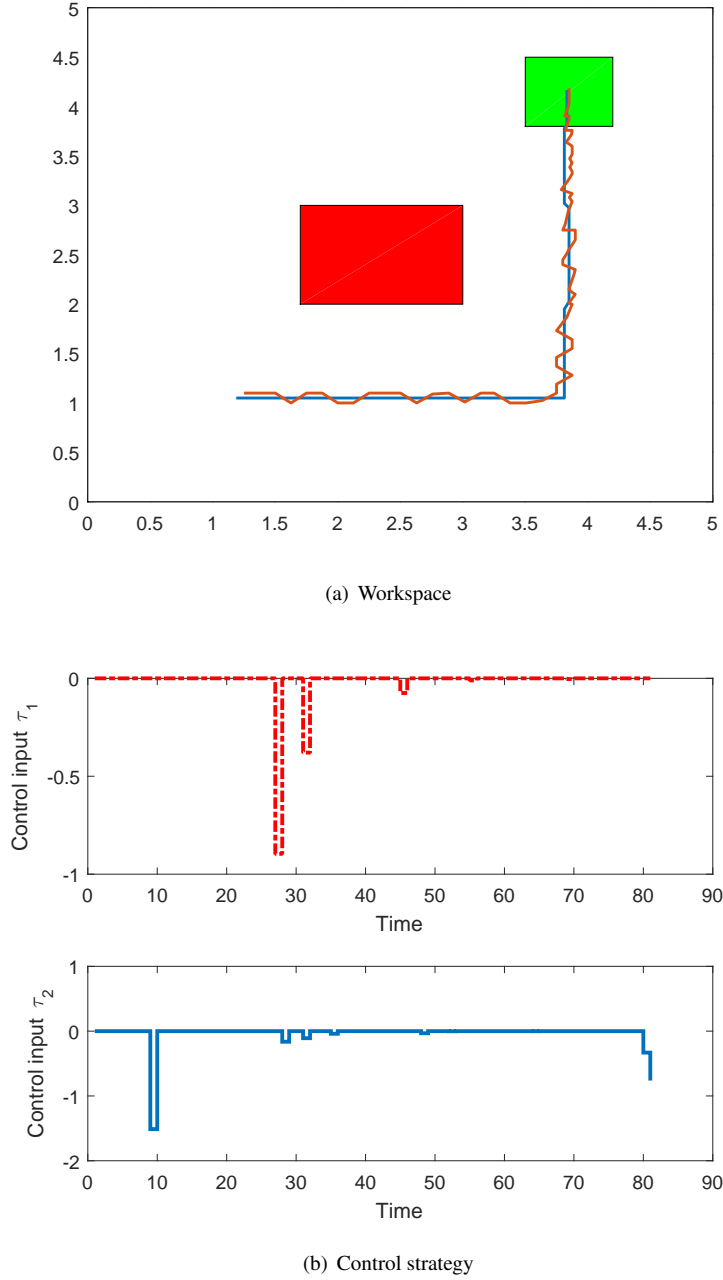 5
4.5
4
3.5
3
2.5
2
1.5
1
0.5
0
0 0.5 1 1.5 2 2.5 3 3.5 4 4.5 5
(a) Workspace
0
-0.5
-1
Control input τ1
0 10 20 30 40 50 60 70 80 90
Time
1
0
-1
-2
Control input τ2
0 10 20 30 40 50 60 70 80 90
Time
(b) Control strategy